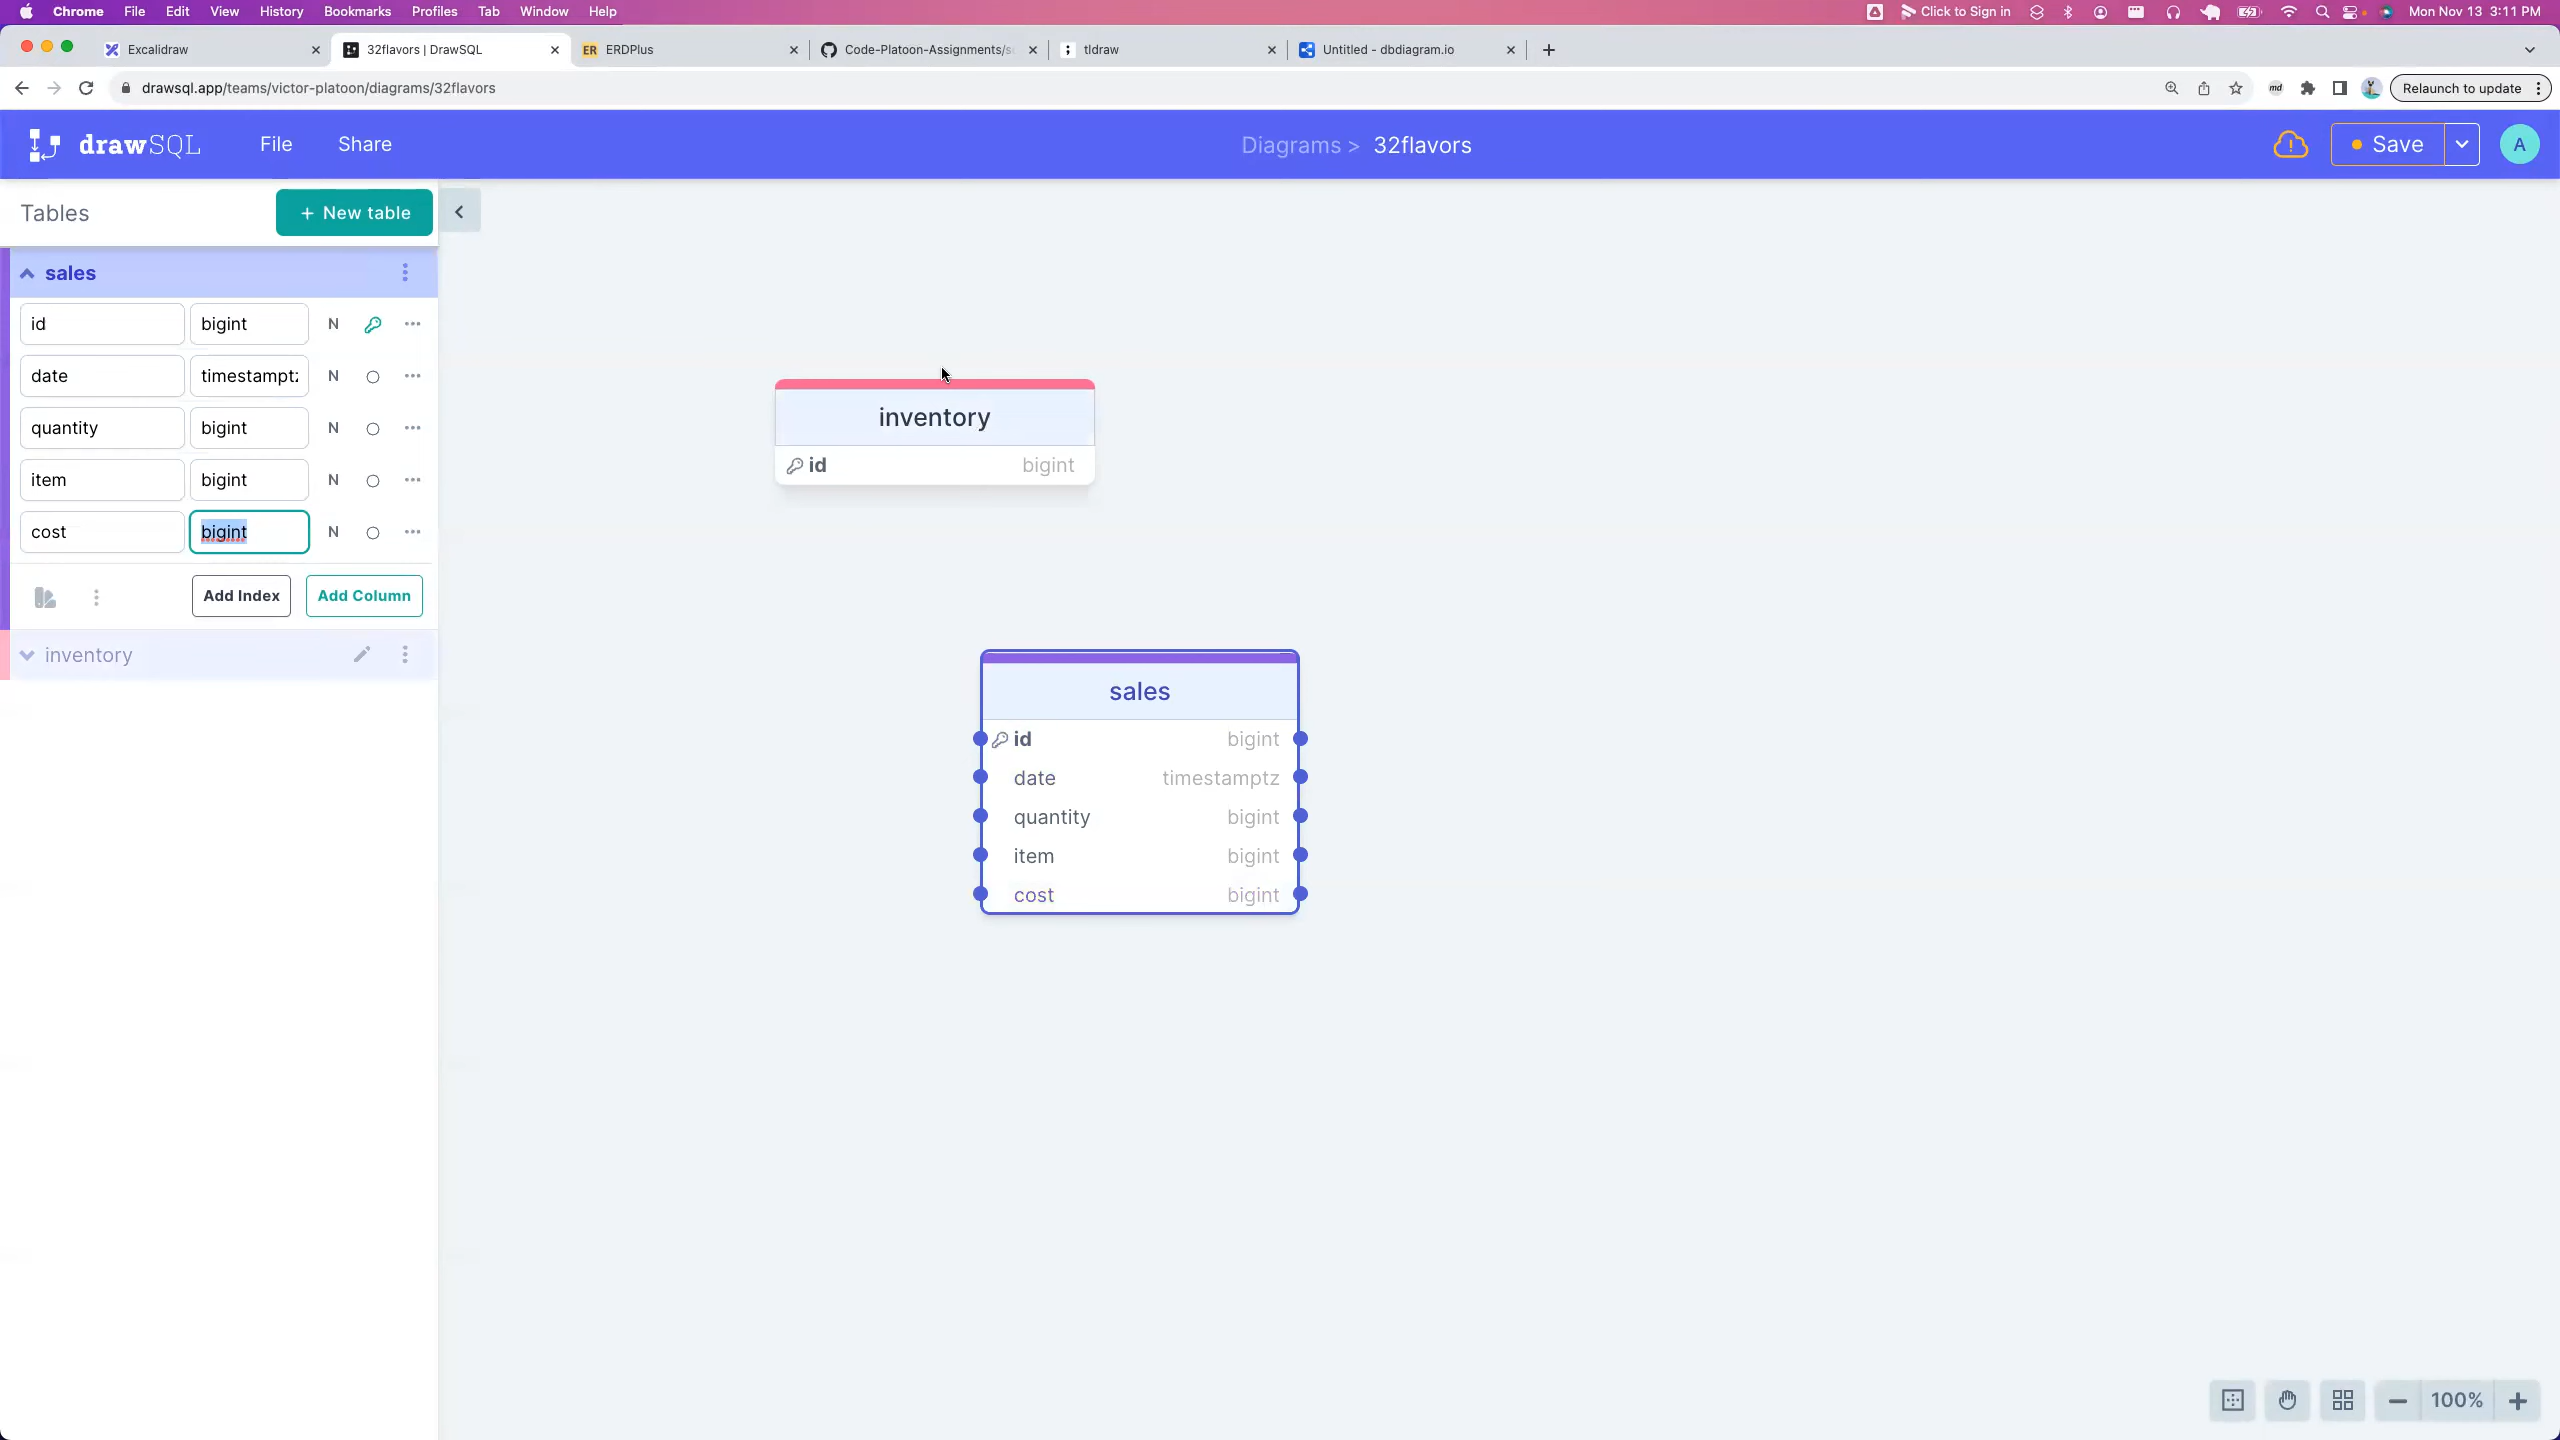 Chrome File Edit View History Bookmarks Profiles Tab Window Help Click to Sign in Mon Nov 13 3:11 PM
Excalidraw 32flavors | DrawSQL ER ERDPlus Code-Platoon-Assignments/ tldraw Untitled - dbdiagram.io
drawsql.app/teams/victor-platoon/diagrams/32flavors md Relaunch to update
drawSQL File Share Diagrams > 32flavors Save A
Tables + New table
sales
id bigint N
date timestamptz N
quantity bigint N
item bigint N
cost bigint N
Add Index Add Column
inventory
inventory
id bigint
sales
id bigint
date timestamptz
quantity bigint
item bigint
cost bigint
100%